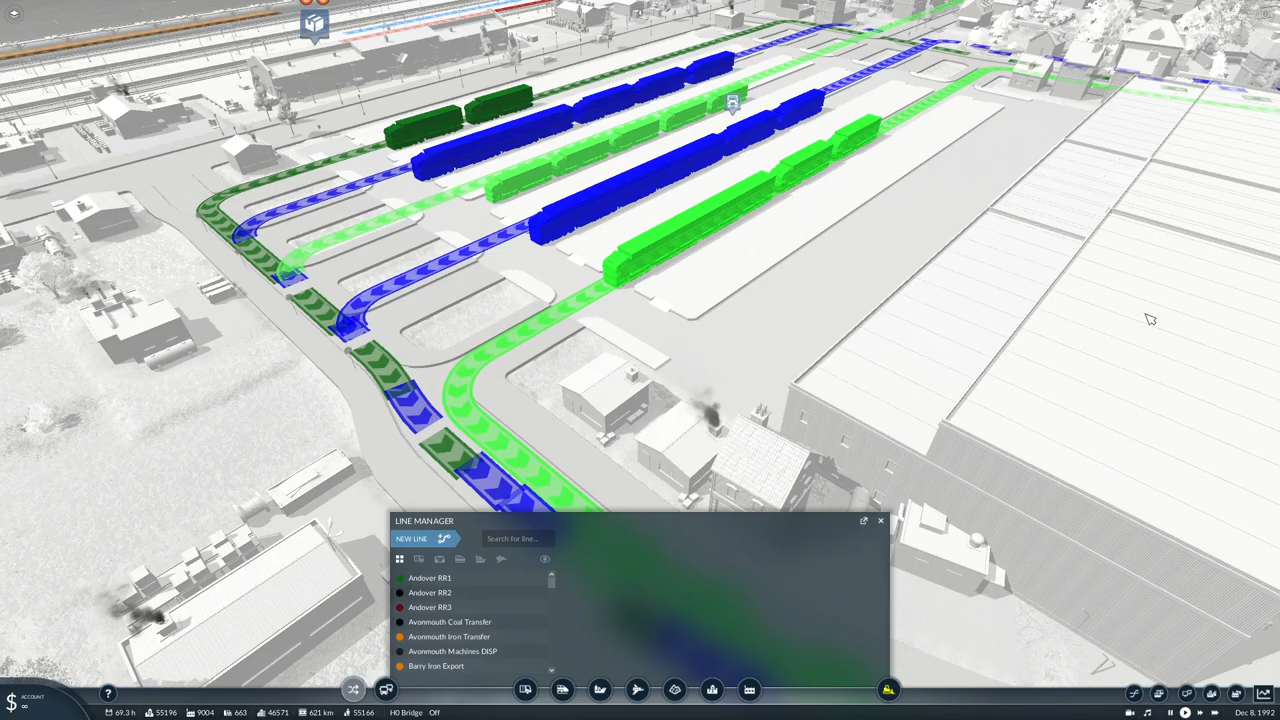 LINE MANAGER
NEW LINE
Search for line...
Andover RR1
Andover RR2
Andover RR3
Avonmouth Coal Transfer
Avonmouth Iron Transfer
Avonmouth Machines DISP
Barry Iron Export
$ ACCOUNT
∞
?
69.3 h 55196 9004 663 46571 621 km 55166 H0 Bridge Off
Dec 8, 1992